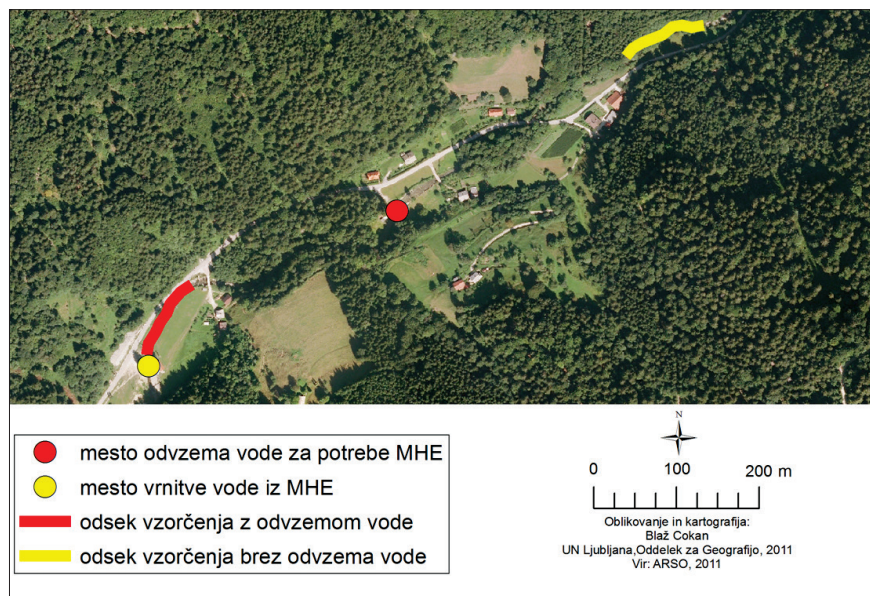 mesto odvzema vode za potrebe MHE
mesto vrnitve vode iz MHE
odsek vzorčenja z odvzemom vode
odsek vzorčenja brez odvzema vode
N
0 100 200 m
Oblikovanje in kartografija:
Blaž Cokan
UN Ljubljana,Oddelek za Geografijo, 2011
Vir: ARSO, 2011